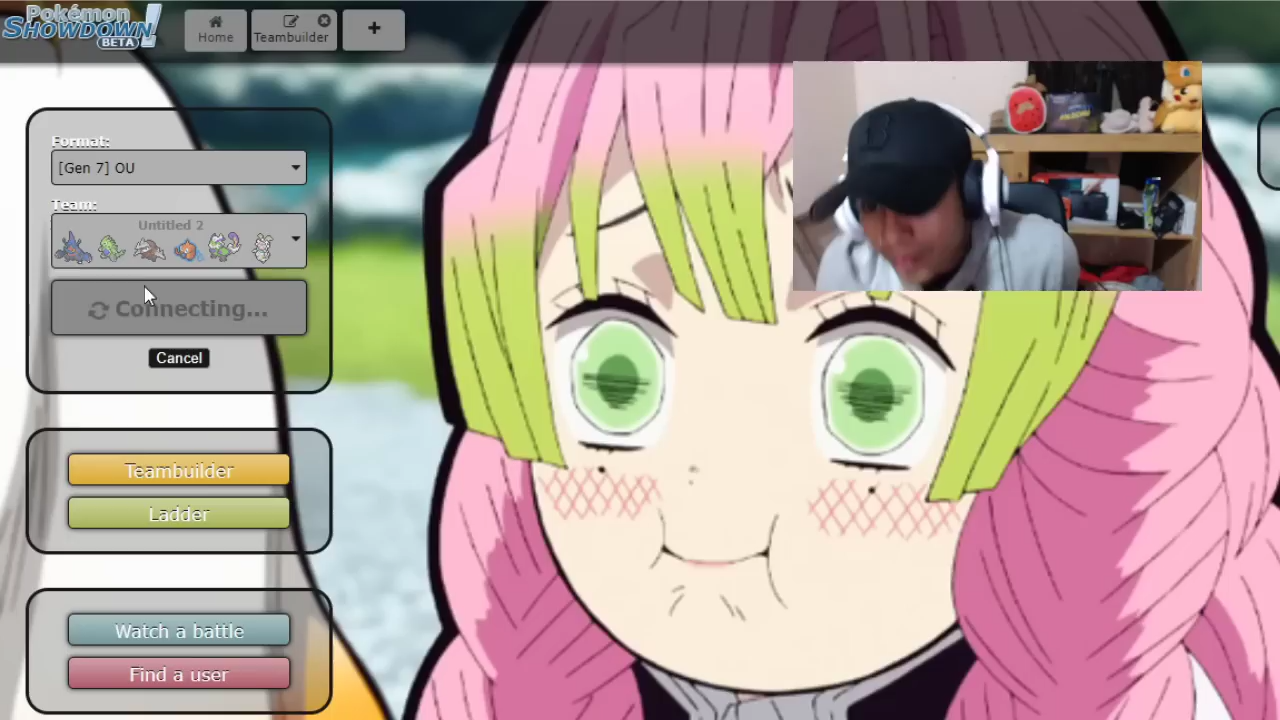 Pokémon
SHOWDOWN!
BETA
Home
Teambuilder
+
Format:
[Gen 7] OU
Team:
Untitled 2
Connecting...
Cancel
Teambuilder
Ladder
Watch a battle
Find a user